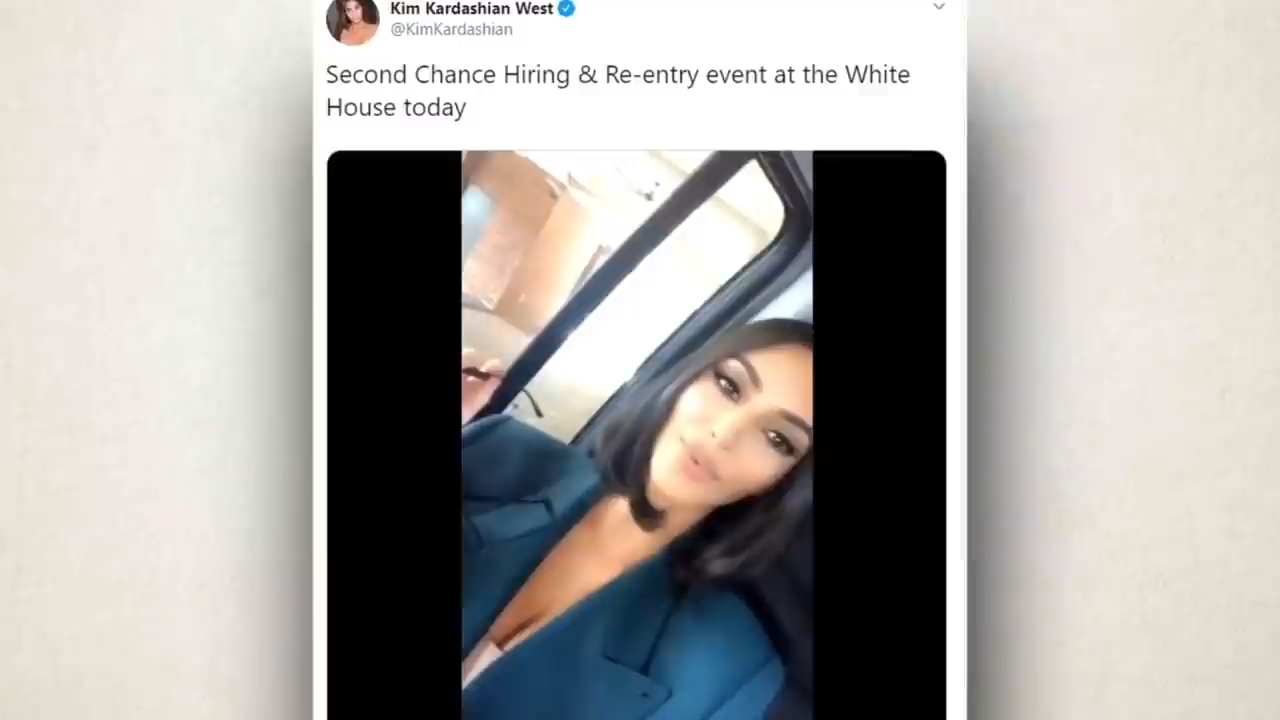 Kim Kardashian West
@KimKardashian
Second Chance Hiring & Re-entry event at the White
House today